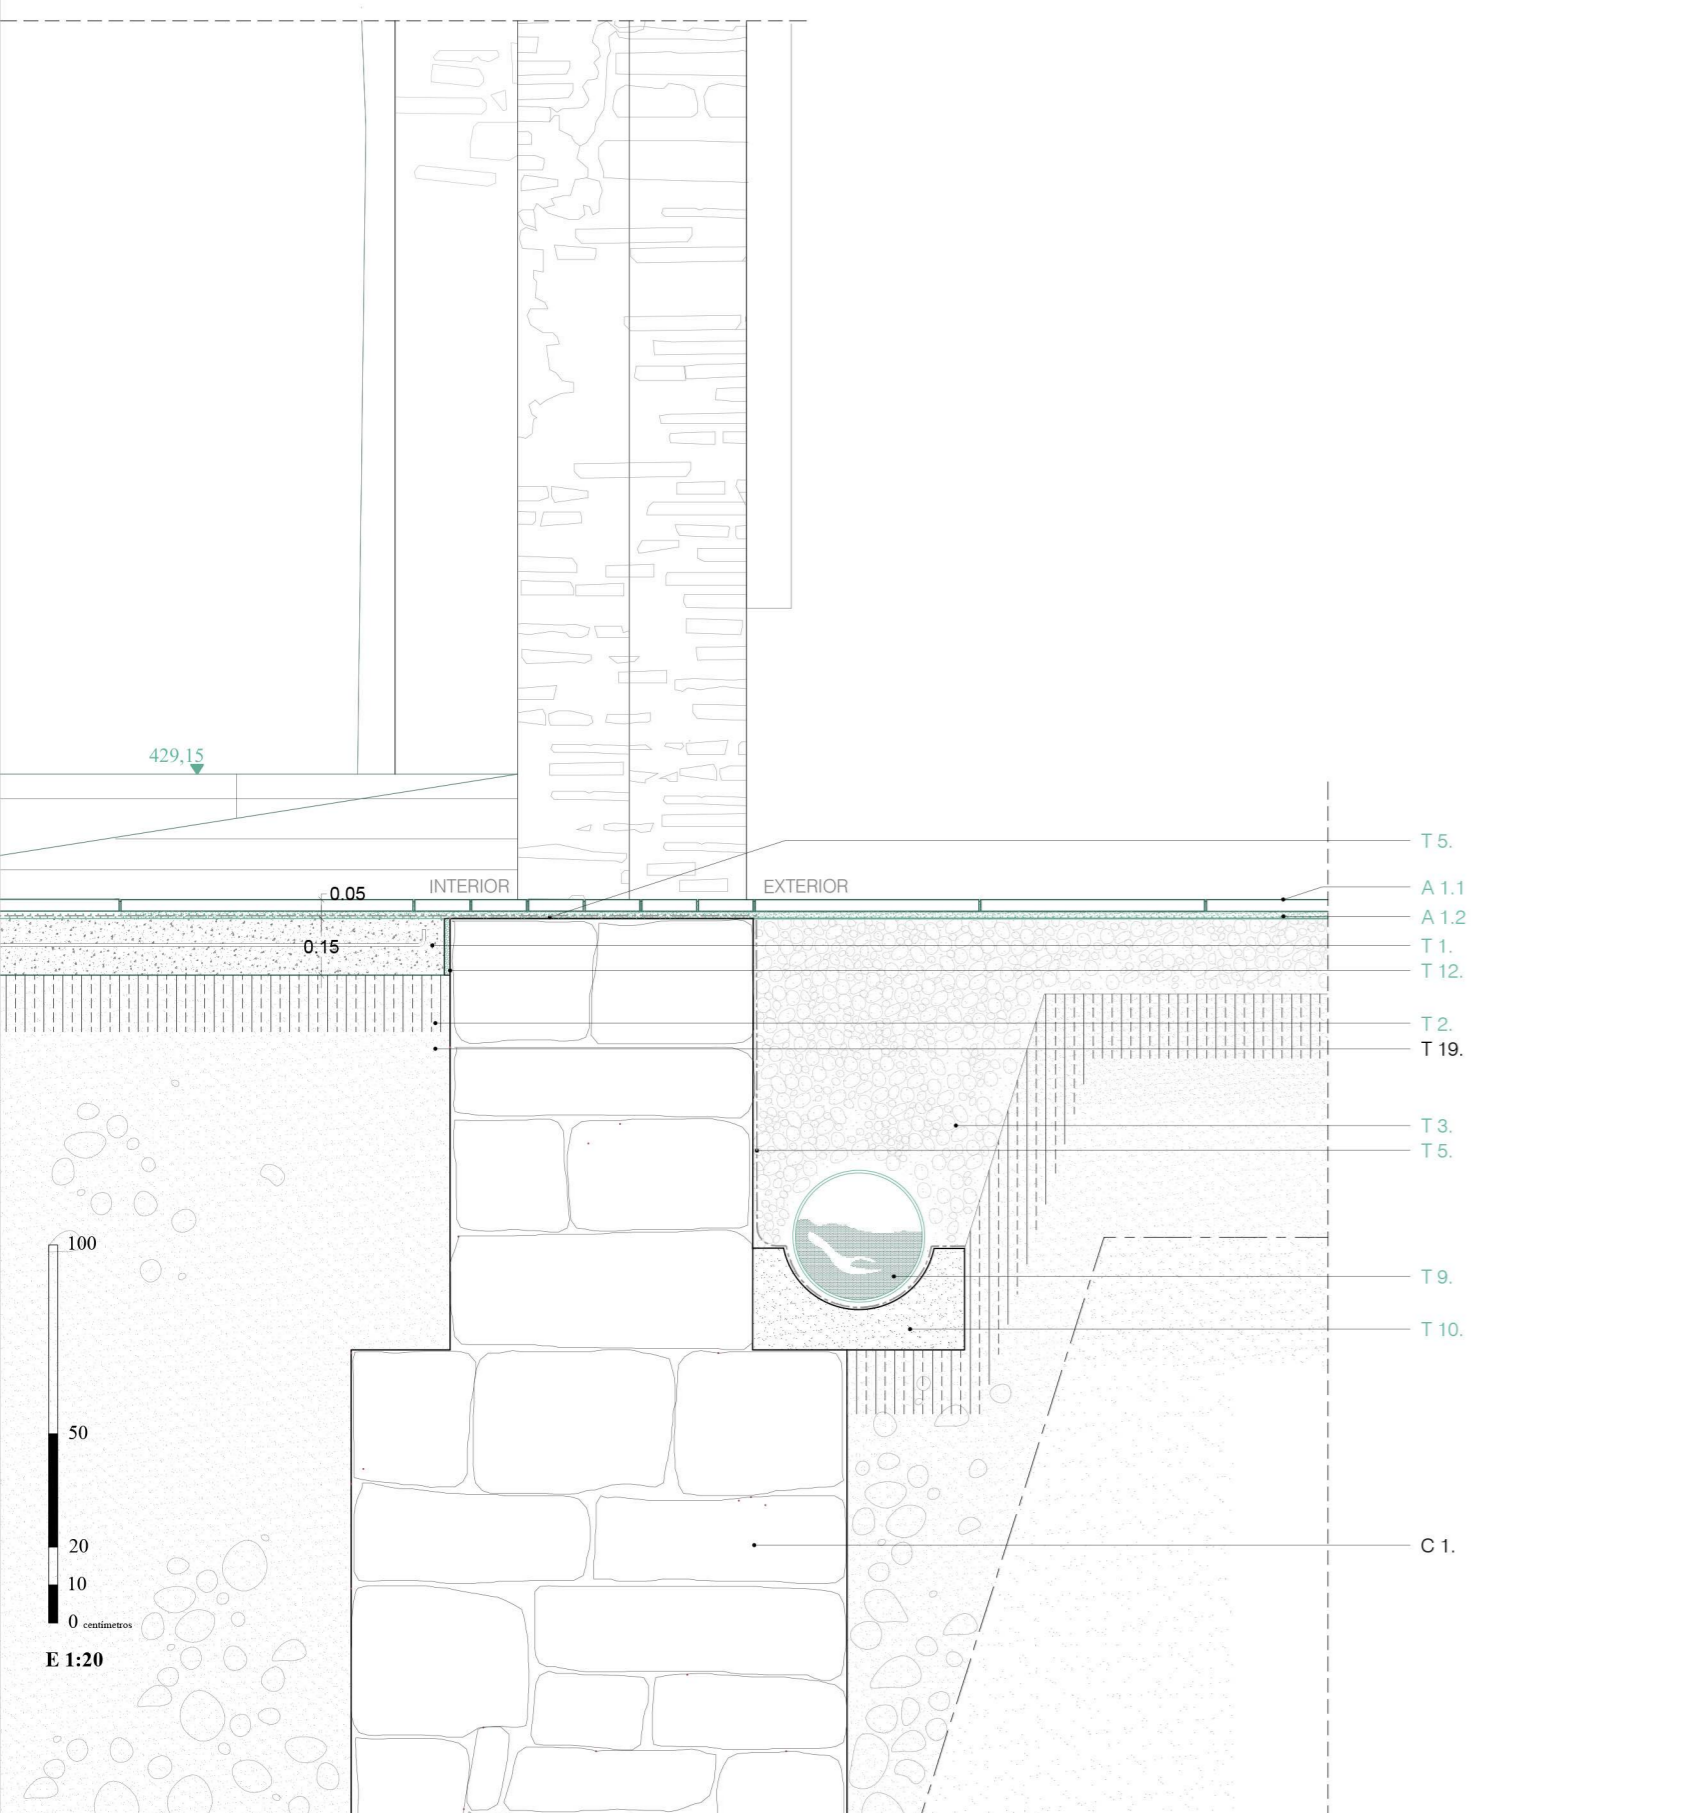 429,15
T 5.
INTERIOR
EXTERIOR
A 1.1
0.05
A 1.2
0.15
T 1.
T 12.
T 2.
T 19.
T 3.
T 5.
100
T 9.
T 10.
50
20
C 1.
10
0 centímetros
E 1:20